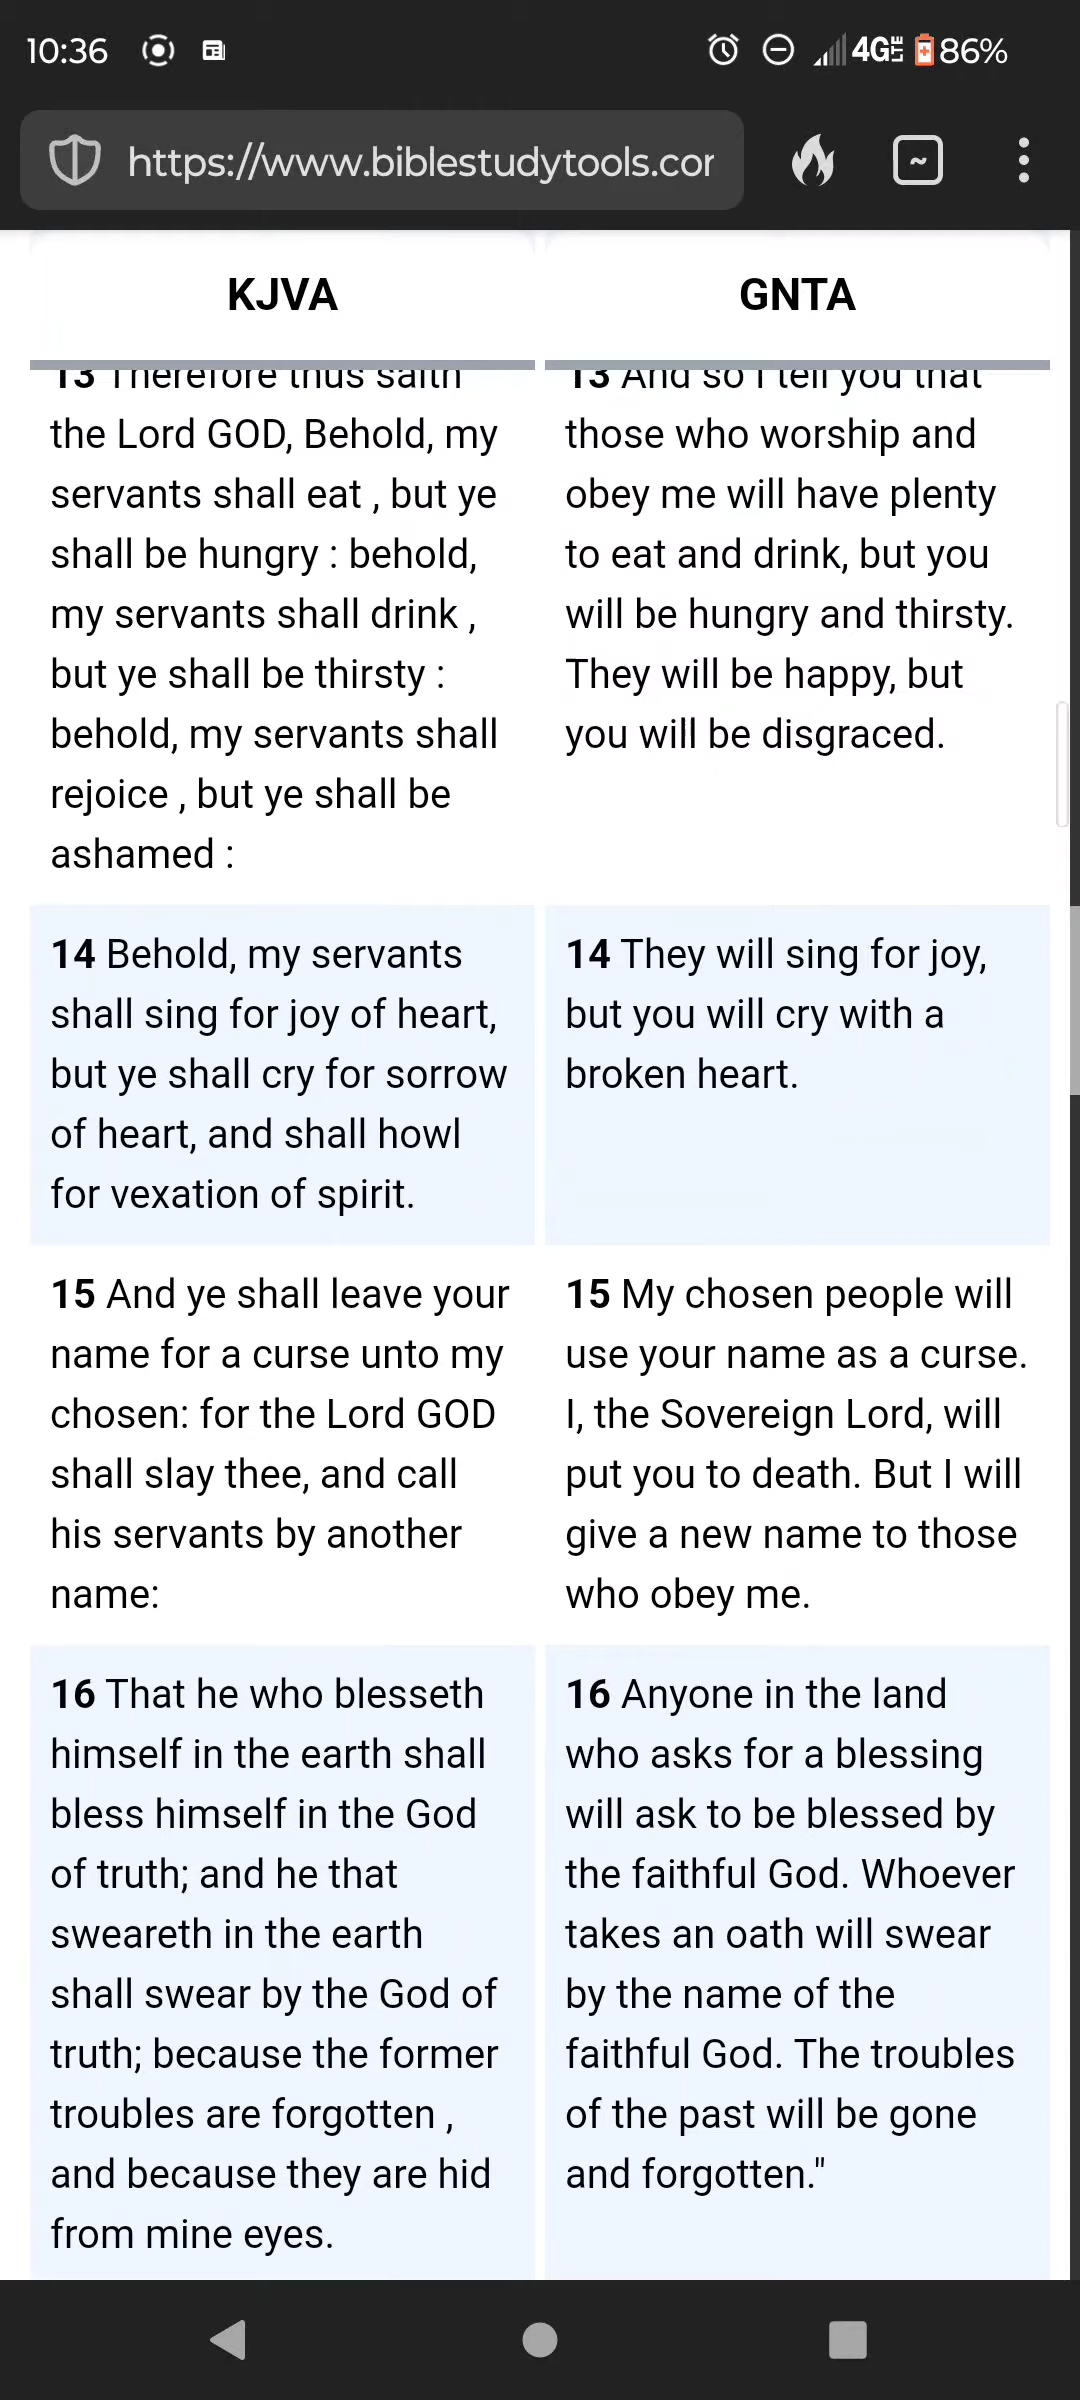 10:36 4G LTE 86%
https://www.biblestudytools.cor
KJVA
13 Therefore thus saith
the Lord GOD, Behold, my
servants shall eat , but ye
shall be hungry : behold,
my servants shall drink ,
but ye shall be thirsty :
behold, my servants shall
rejoice , but ye shall be
ashamed :
14 Behold, my servants
shall sing for joy of heart,
but ye shall cry for sorrow
of heart, and shall howl
for vexation of spirit.
15 And ye shall leave your
name for a curse unto my
chosen: for the Lord GOD
shall slay thee, and call
his servants by another
name:
16 That he who blesseth
himself in the earth shall
bless himself in the God
of truth; and he that
sweareth in the earth
shall swear by the God of
truth; because the former
troubles are forgotten ,
and because they are hid
from mine eyes.
GNTA
13 And so I tell you that
those who worship and
obey me will have plenty
to eat and drink, but you
will be hungry and thirsty.
They will be happy, but
you will be disgraced.
14 They will sing for joy,
but you will cry with a
broken heart.
15 My chosen people will
use your name as a curse.
I, the Sovereign Lord, will
put you to death. But I will
give a new name to those
who obey me.
16 Anyone in the land
who asks for a blessing
will ask to be blessed by
the faithful God. Whoever
takes an oath will swear
by the name of the
faithful God. The troubles
of the past will be gone
and forgotten."